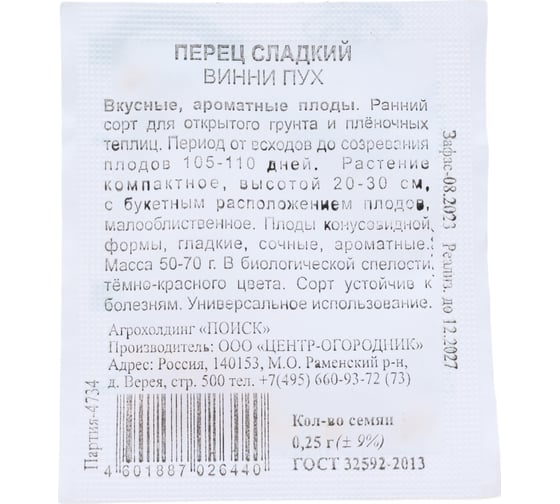 ПЕРЕЦ СЛАДКИЙ
ВИННИ ПУХ
Вкусные, ароматные плоды. Ранний
сорт для открытого грунта и плёночных
теплиц. Период от всходов до созревания
плодов 105-110 дней. Растение
компактное, высотой 20-30 см,
с букетным расположением плодов,
малооблиственное. Плоды конусовидной
формы, гладкие, сочные, ароматные.
Масса 50-70 г. В биологической спелости
тёмно-красного цвета. Сорт устойчив к
болезням. Универсальное использование.
Агрохолдинг “ПОИСК”
Производитель: ООО “ЦЕНТР-ОГОРОДНИК”
Адрес: Россия, 140153, М.О. Раменский р-н,
д. Верея, стр. 500 тел. +7(495) 660-93-72 (73)
Кол-во семян
0,25 г (± 9%)
ГОСТ 32592-2013
4 601887 026440
Партия-4734
Зафас-08.2023 Реализ. до 12.2027